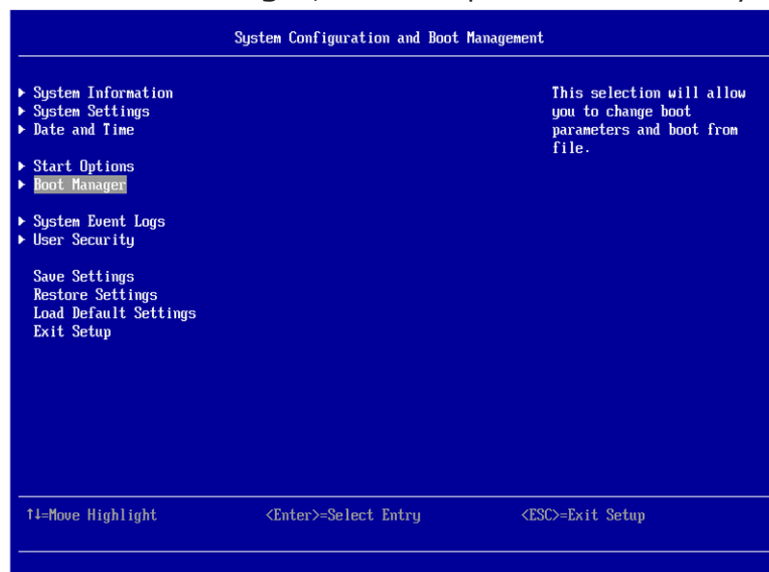 System Configuration and Boot Management
▶ System Information
▶ System Settings
▶ Date and Time
▶ Start Options
▶ Boot Manager
▶ System Event Logs
▶ User Security
Save Settings
Restore Settings
Load Default Settings
Exit Setup
This selection will allow
you to change boot
parameters and boot from
file.
↑↓=Move Highlight <Enter>=Select Entry <ESC>=Exit Setup